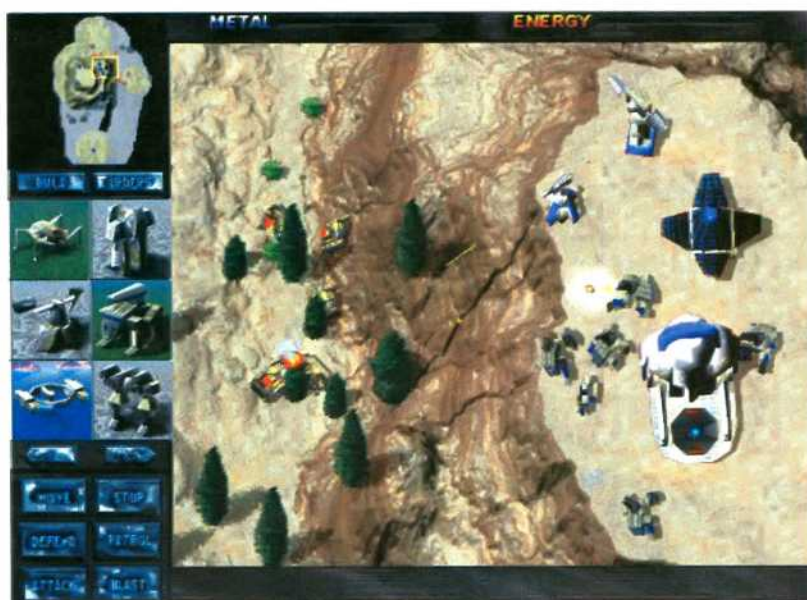 METAL ENERGY
BUILD ORDERS
MOVE STOP
DEFEND PATROL
ATTACK BLAST